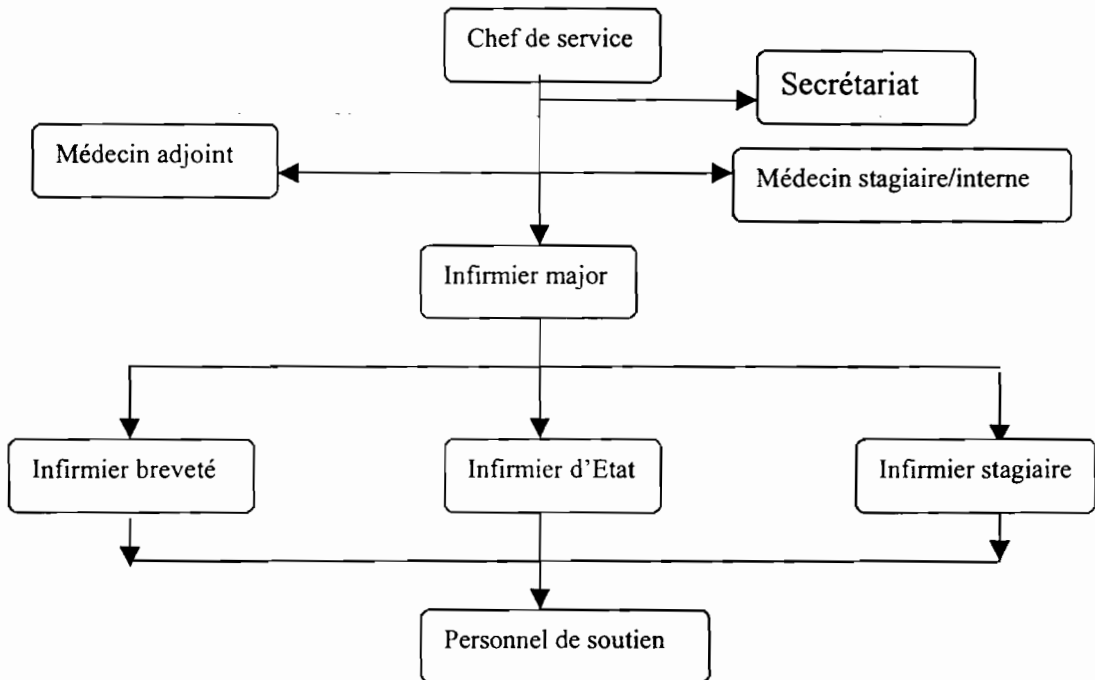 Chef de service
Secrétariat
Médecin adjoint
Médecin stagiaire/interne
Infirmier major
Infirmier breveté
Infirmier d'Etat
Infirmier stagiaire
Personnel de soutien